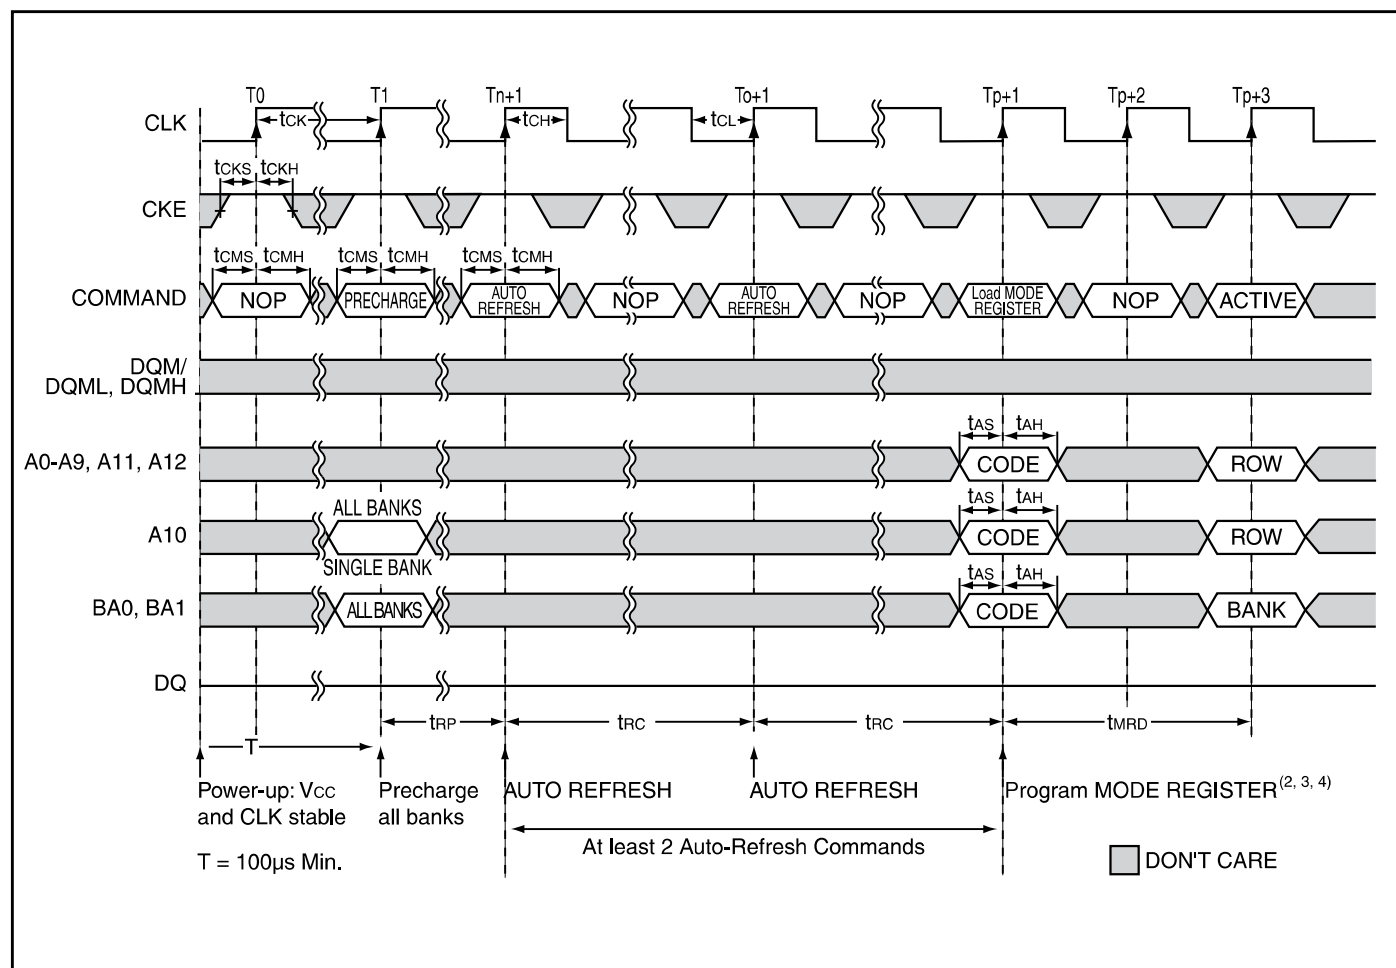 T0 T1 Tn+1 To+1 Tp+1 Tp+2 Tp+3
CLK tCK tCH tCL
tCKS tCKH
CKE
tCMS tCMH tCMS tCMH tCMS tCMH
COMMAND NOP PRECHARGE AUTO REFRESH NOP AUTO REFRESH NOP Load MODE REGISTER NOP ACTIVE
DQM/
DQML, DQMH
tAS tAH
A0-A9, A11, A12 CODE ROW
ALL BANKS tAS tAH
A10 CODE ROW
SINGLE BANK tAS tAH
BA0, BA1 ALL BANKS CODE BANK
DQ
tRP tRC tRC tMRD
T
Power-up: VCC Precharge AUTO REFRESH AUTO REFRESH Program MODE REGISTER(2, 3, 4)
and CLK stable all banks
At least 2 Auto-Refresh Commands
T = 100µs Min. DON'T CARE